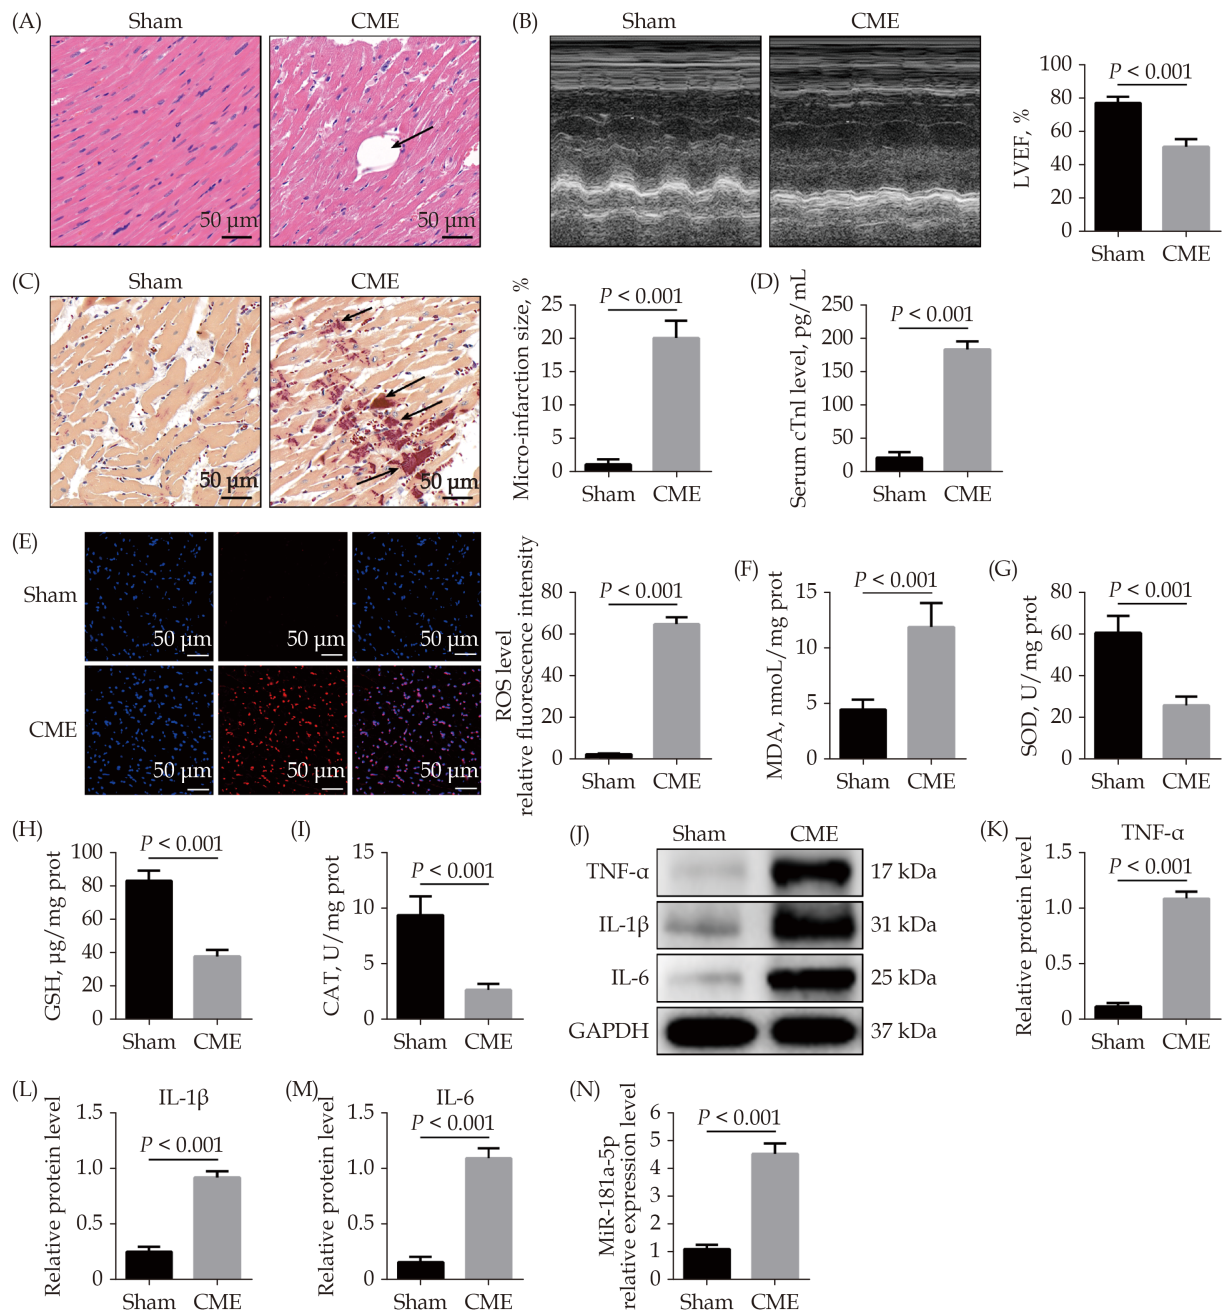 (A)
Sham
CME
50 µm
50 µm
(B)
Sham
CME
LVEF, %
100
80
60
40
20
0
P < 0.001
Sham
CME
(C)
Sham
CME
50 µm
50 µm
Micro-infarction size, %
25
20
15
10
5
0
P < 0.001
Sham
CME
(D)
Serum cTnI level, pg/mL
250
200
150
100
50
0
P < 0.001
Sham
CME
(E)
Sham
50 µm
50 µm
50 µm
CME
50 µm
50 µm
50 µm
ROS level
relative fluorescence intensity
80
60
40
20
0
P < 0.001
Sham
CME
(F)
MDA, nmoL/mg prot
15
10
5
0
P < 0.001
Sham
CME
(G)
SOD, U/mg prot
80
60
40
20
0
P < 0.001
Sham
CME
(H)
GSH, µg/mg prot
100
80
60
40
20
0
P < 0.001
Sham
CME
(I)
CAT, U/mg prot
15
10
5
0
P < 0.001
Sham
CME
(J)
Sham
CME
TNF-α
17 kDa
IL-1β
31 kDa
IL-6
25 kDa
GAPDH
37 kDa
(K)
TNF-α
Relative protein level
1.5
1.0
0.5
0
P < 0.001
Sham
CME
(L)
IL-1β
Relative protein level
1.5
1.0
0.5
0
P < 0.001
Sham
CME
(M)
IL-6
Relative protein level
1.5
1.0
0.5
0
P < 0.001
Sham
CME
(N)
MiR-181a-5p
relative expression level
6
5
4
3
2
1
0
P < 0.001
Sham
CME